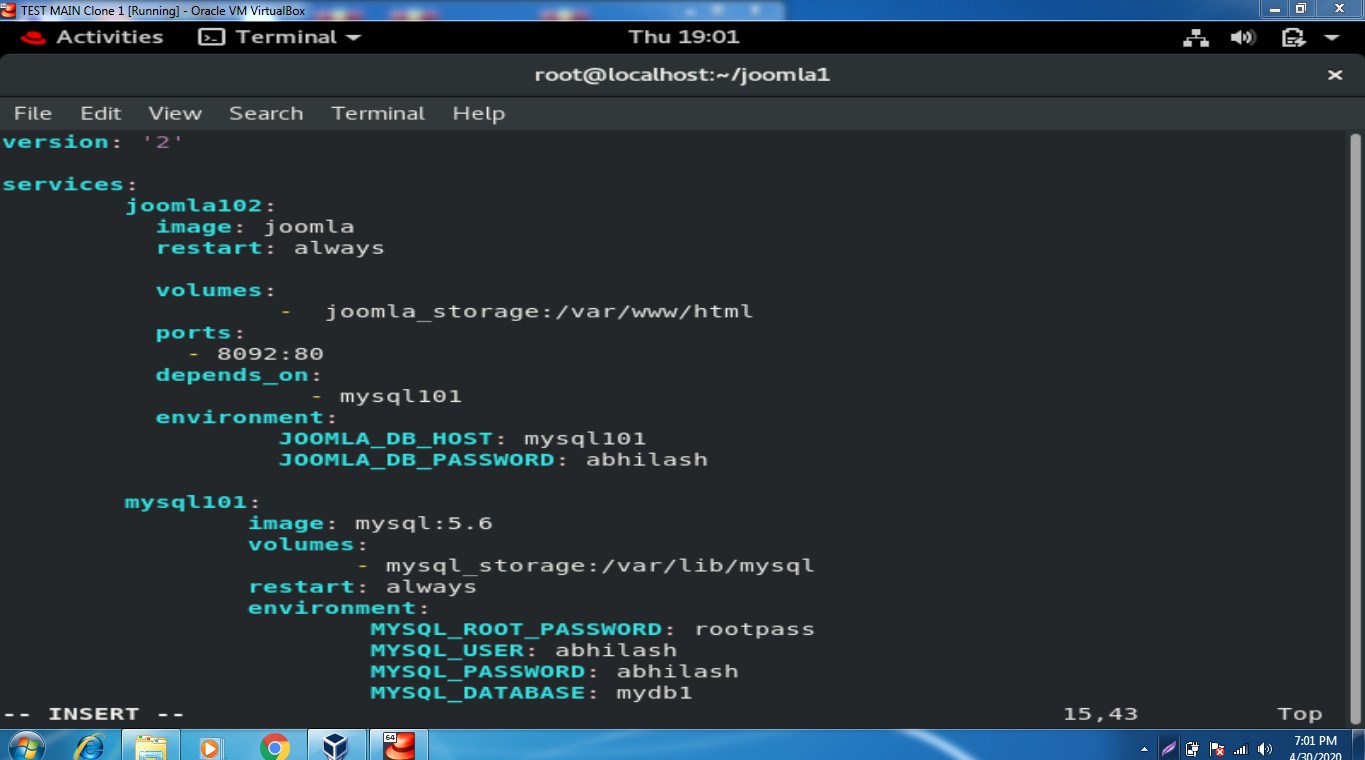 TEST MAIN Clone 1 [Running] - Oracle VM VirtualBox
Activities Terminal Thu 19:01
root@localhost:~/joomla1
File Edit View Search Terminal Help
version: '2'
services:
joomla102:
image: joomla
restart: always
volumes:
- joomla_storage:/var/www/html
ports:
- 8092:80
depends_on:
- mysql101
environment:
JOOMLA_DB_HOST: mysql101
JOOMLA_DB_PASSWORD: abhilash
mysql101:
image: mysql:5.6
volumes:
- mysql_storage:/var/lib/mysql
restart: always
environment:
MYSQL_ROOT_PASSWORD: rootpass
MYSQL_USER: abhilash
MYSQL_PASSWORD: abhilash
MYSQL_DATABASE: mydb1
-- INSERT -- 15,43 Top
64
7:01 PM
4/30/2020